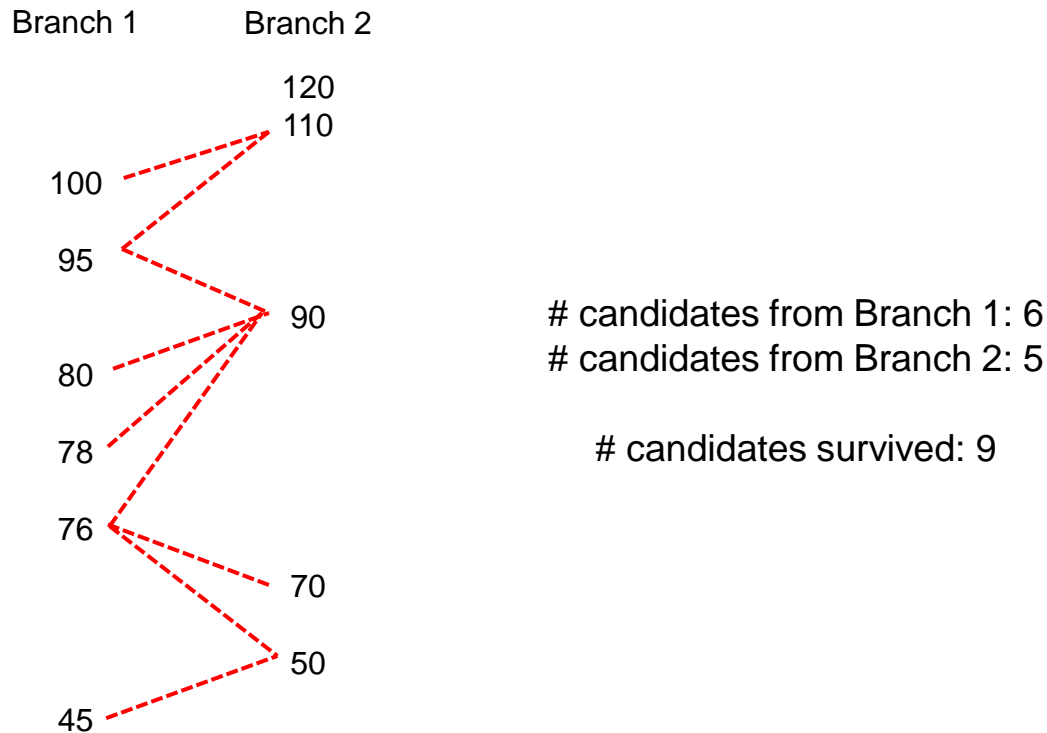 Branch 1 Branch 2
120
110
100
95
90
80
78
76
70
50
45
# candidates from Branch 1: 6
# candidates from Branch 2: 5
# candidates survived: 9